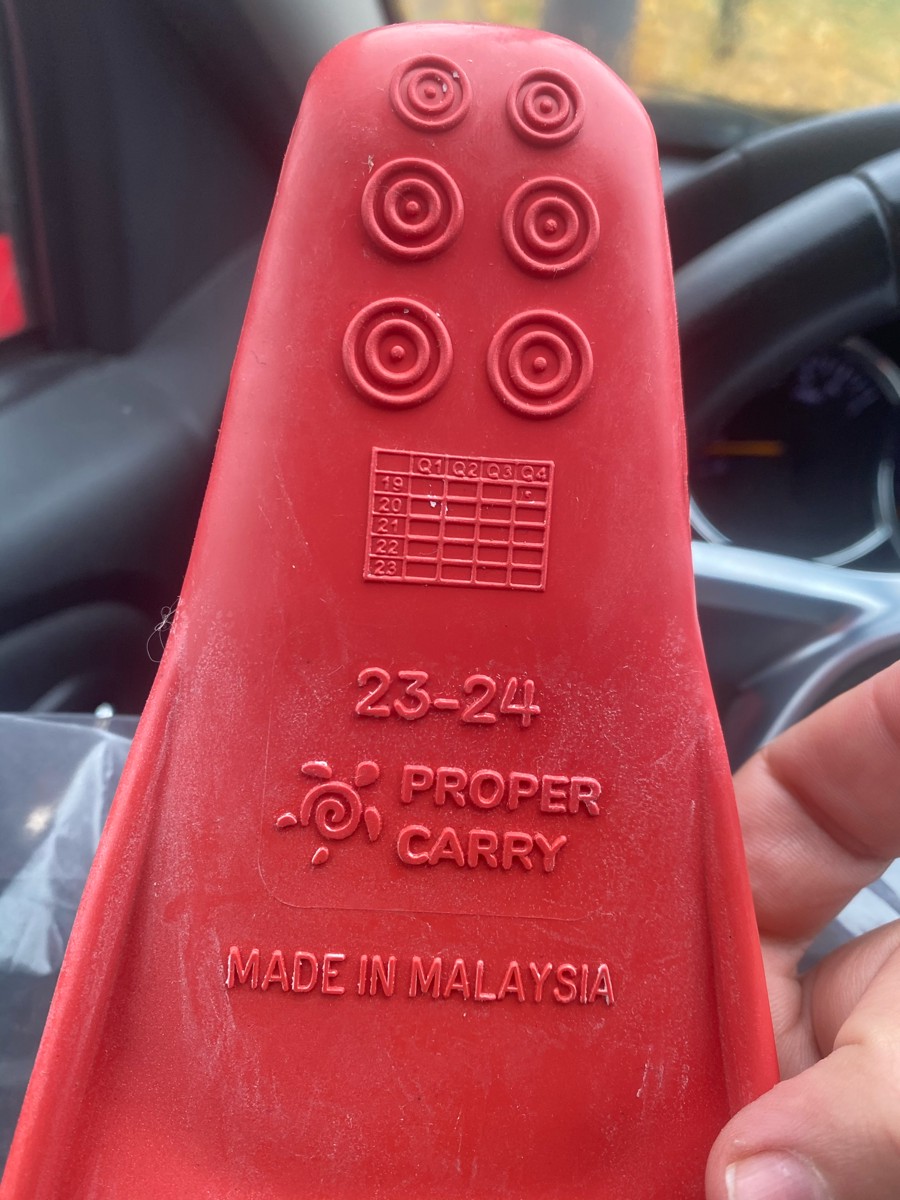 Q1 Q2 Q3 Q4
19
20
21
22
23
23-24
PROPER
CARRY
MADE IN MALAYSIA